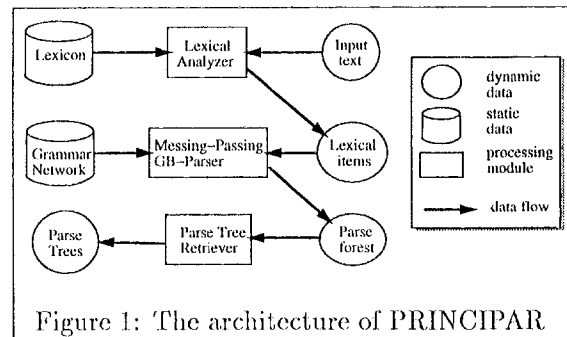 Lexicon
Lexical
Analyzer
Input
text
Grammar
Network
Messing-Passing
GB-Parser
Lexical
items
Parse
Trees
Parse Tree
Retriever
Parse
forest
dynamic
data
static
data
processing
module
data flow
Figure 1: The architecture of PRINCIPAR